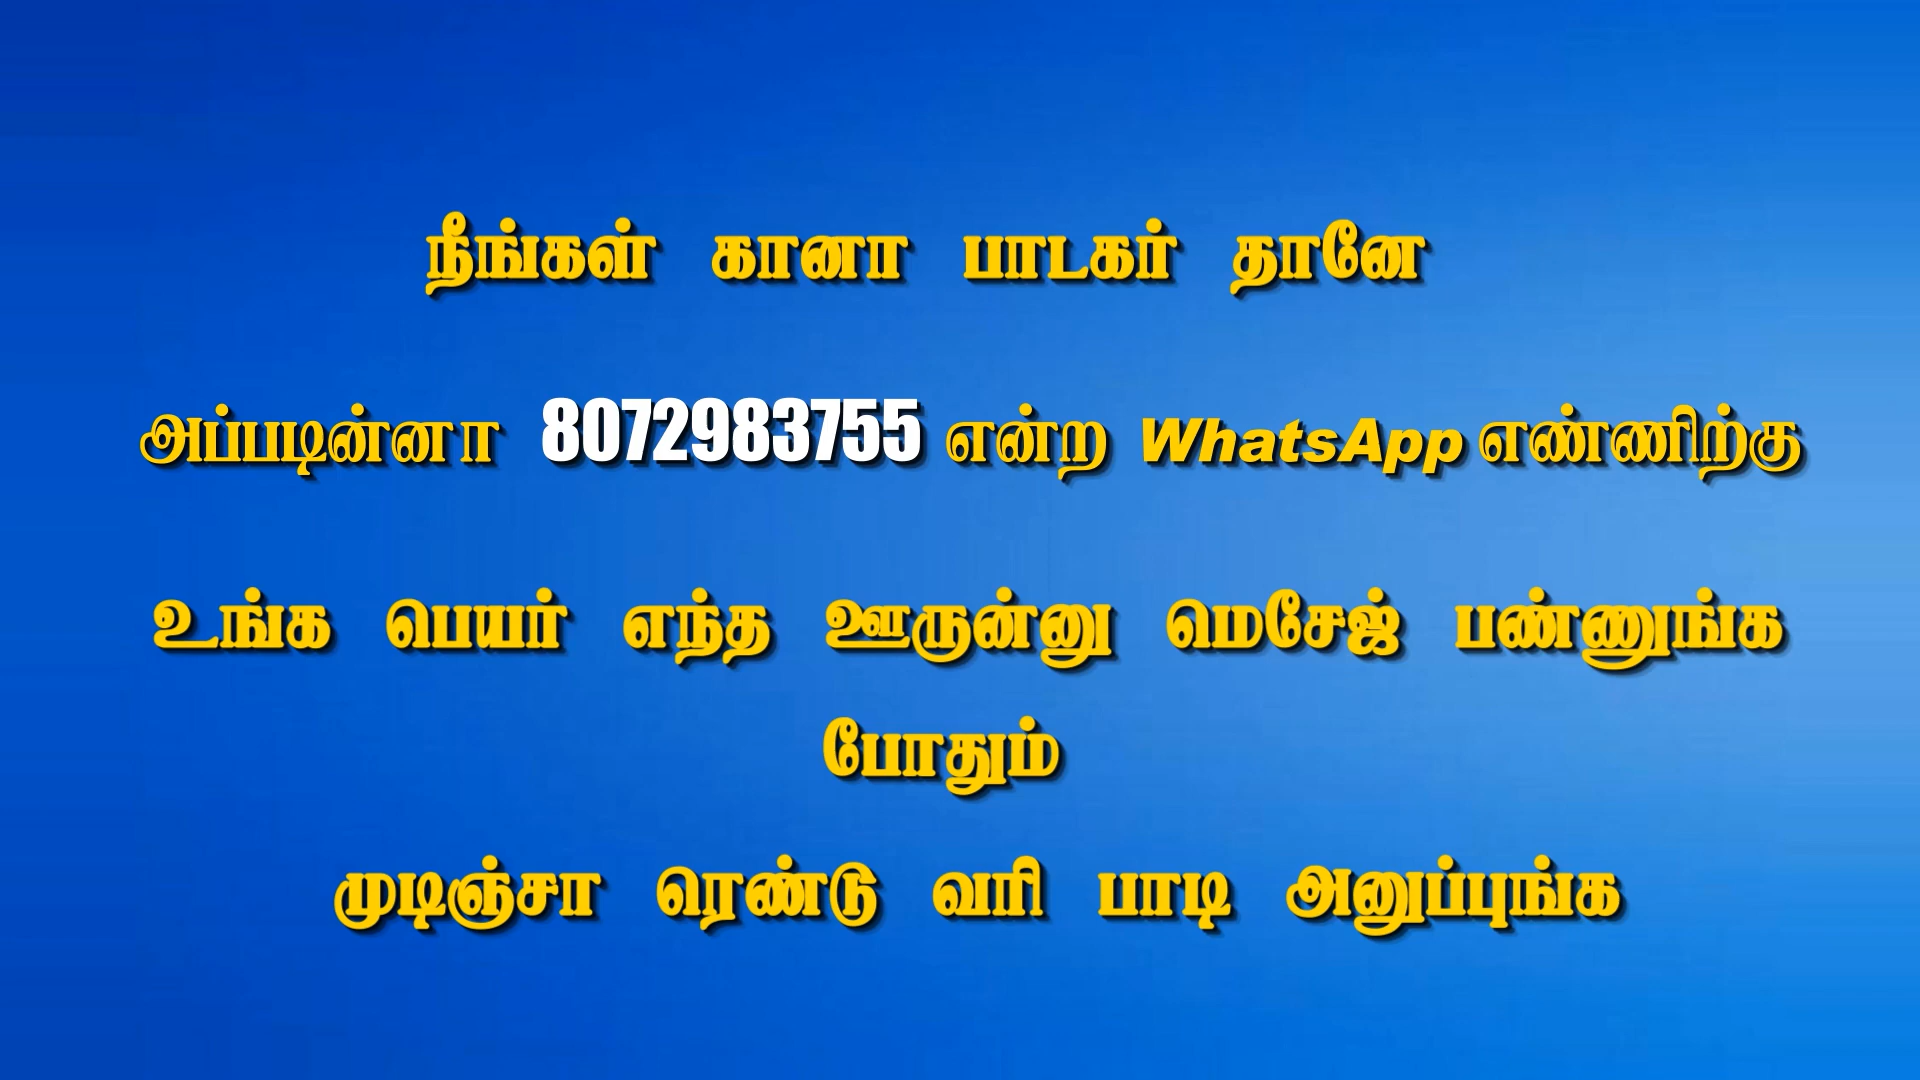 நீங்கள் கானா பாடகர் தானே
அப்படின்னா 8072983755 என்ற WhatsApp எண்ணிற்கு
உங்க பெயர் எந்த ஊருன்னு மெசேஜ் பண்ணுங்க
போதும்
முடிஞ்சா ரெண்டு வரி பாடி அனுப்புங்க